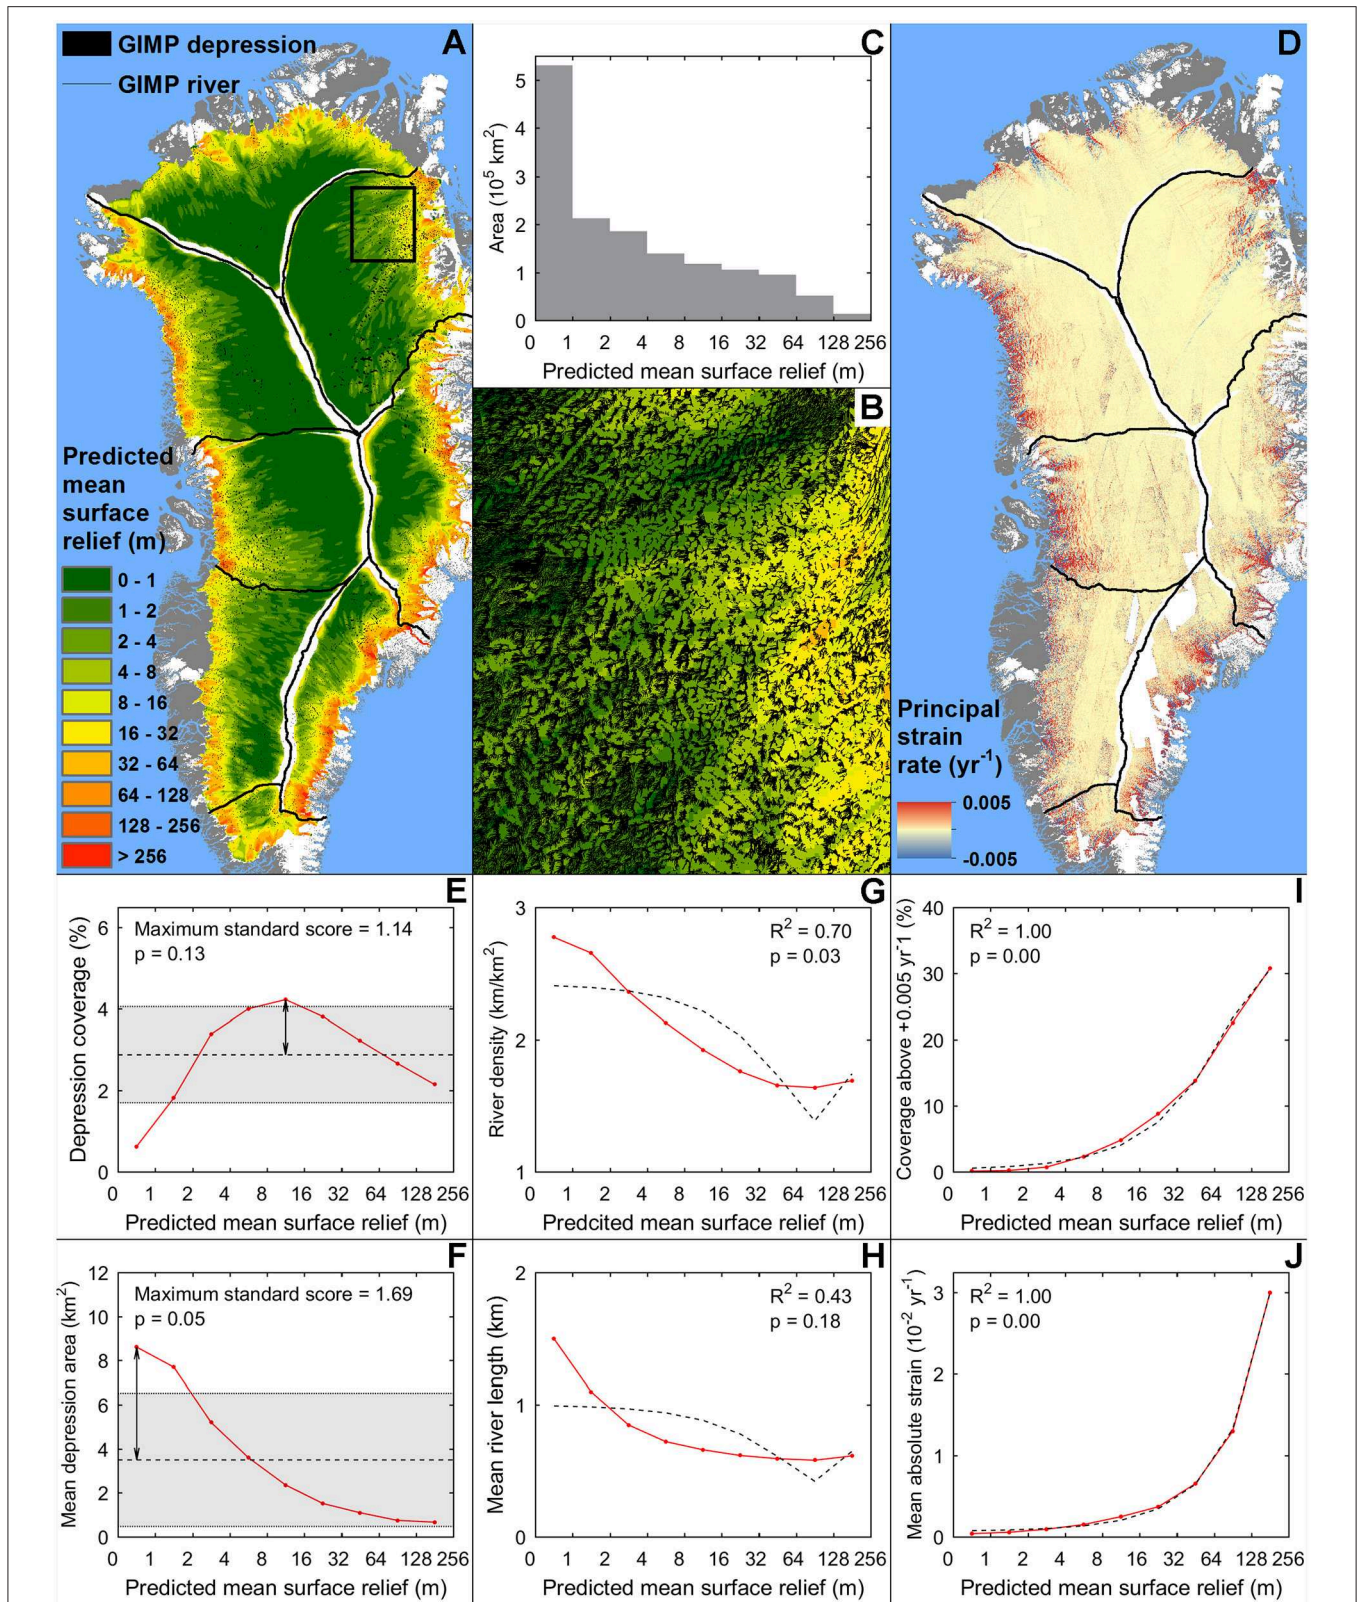 A
GIMP depression
GIMP river
Predicted
mean
surface
relief (m)
0 - 1
1 - 2
2 - 4
4 - 8
8 - 16
16 - 32
32 - 64
64 - 128
128 - 256
> 256
C
Area (10^5 km^2)
5
4
3
2
1
0
0 1 2 4 8 16 32 64 128 256
Predicted mean surface relief (m)
B
D
Principal
strain
rate (yr^-1)
0.005
-0.005
E
Depression coverage (%)
Maximum standard score = 1.14
p = 0.13
6
4
2
0
0 1 2 4 8 16 32 64 128 256
Predicted mean surface relief (m)
G
River density (km/km^2)
R^2 = 0.70
p = 0.03
3
2
1
0 1 2 4 8 16 32 64 128 256
Predcited mean surface relief (m)
I
Coverage above +0.005 yr^-1 (%)
R^2 = 1.00
p = 0.00
40
30
20
10
0
0 1 2 4 8 16 32 64 128 256
Predicted mean surface relief (m)
F
Mean depression area (km^2)
Maximum standard score = 1.69
p = 0.05
12
10
8
6
4
2
0
0 1 2 4 8 16 32 64 128 256
Predicted mean surface relief (m)
H
Mean river length (km)
R^2 = 0.43
p = 0.18
2
1
0
0 1 2 4 8 16 32 64 128 256
Predicted mean surface relief (m)
J
Mean absolute strain (10^-2 yr^-1)
R^2 = 1.00
p = 0.00
3
2
1
0
0 1 2 4 8 16 32 64 128 256
Predicted mean surface relief (m)